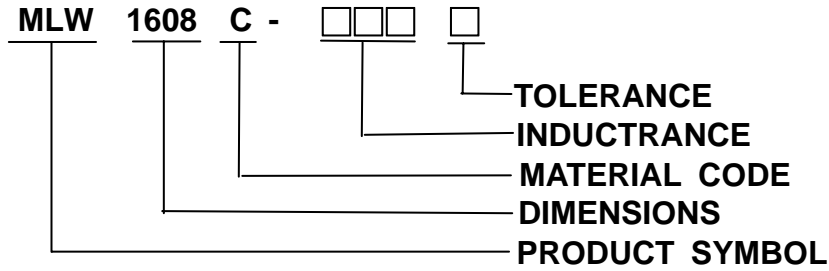 MLW 1608 C - □□□ □
TOLERANCE
INDUCTRANCE
MATERIAL CODE
DIMENSIONS
PRODUCT SYMBOL